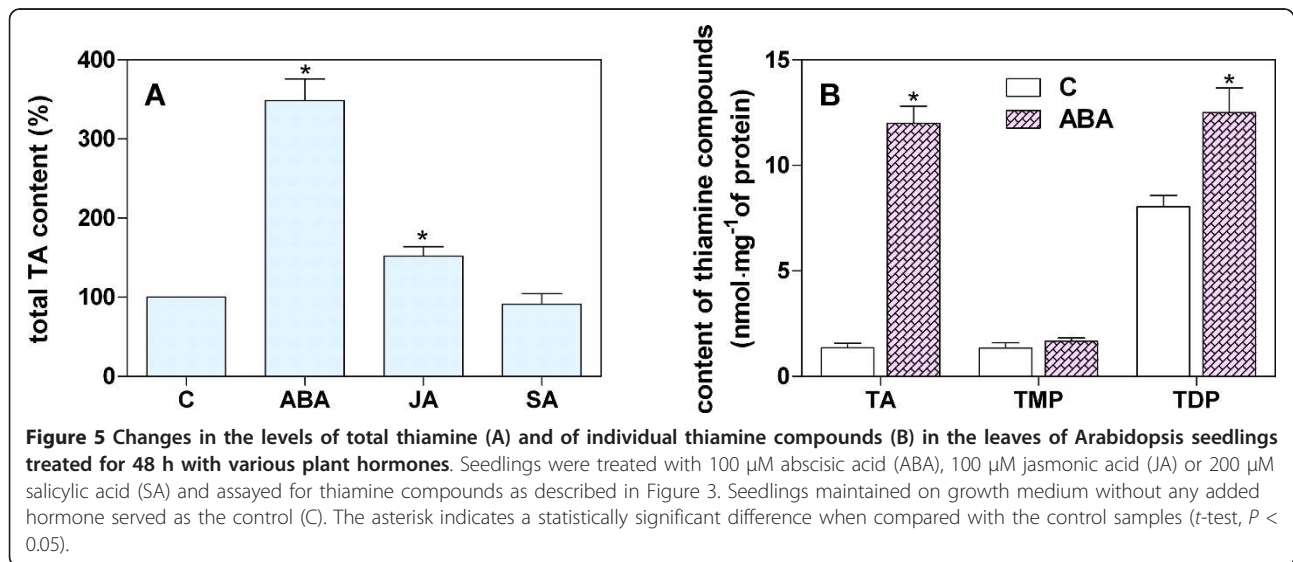 A
total TA content (%)
400
300
200
100
0
*
*
C ABA JA SA
B
content of thiamine compounds
(nmol·mg⁻¹of protein)
15
10
5
0
C
ABA
*
*
TA TMP TDP
Figure 5 Changes in the levels of total thiamine (A) and of individual thiamine compounds (B) in the leaves of Arabidopsis seedlings
treated for 48 h with various plant hormones. Seedlings were treated with 100 μM abscisic acid (ABA), 100 μM jasmonic acid (JA) or 200 μM
salicylic acid (SA) and assayed for thiamine compounds as described in Figure 3. Seedlings maintained on growth medium without any added
hormone served as the control (C). The asterisk indicates a statistically significant difference when compared with the control samples (t-test, P <
0.05).